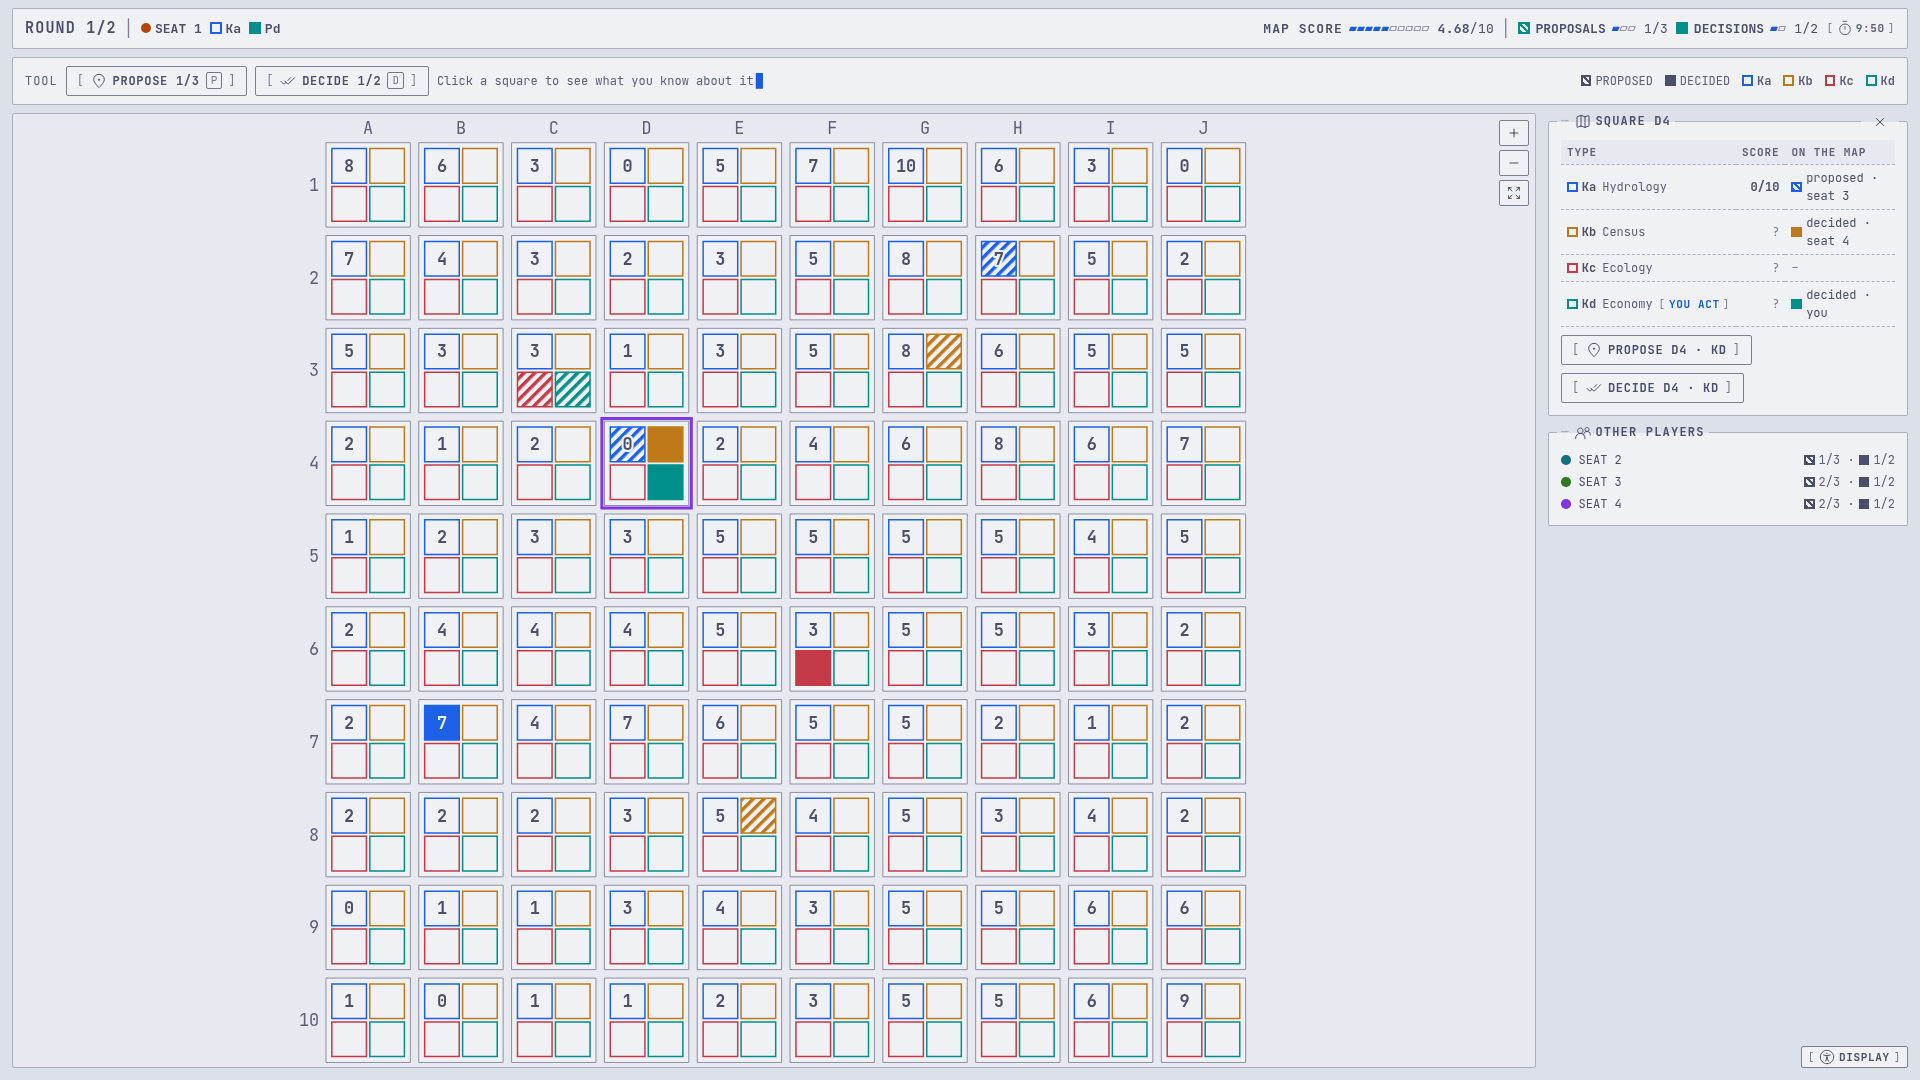 ROUND 1/2 SEAT 1 Ka Pd MAP SCORE 4.68/10 PROPOSALS 1/3 DECISIONS 1/2 [ 9:50 ]
TOOL [ PROPOSE 1/3 P ] [ DECIDE 1/2 D ] Click a square to see what you know about it PROPOSED DECIDED Ka Kb Kc Kd
A B C D E F G H I J
1 8 6 3 0 5 7 10 6 3 0
2 7 4 3 2 3 5 8 7 5 2
3 5 3 3 1 3 5 8 6 5 5
4 2 1 2 0 2 4 6 8 6 7
5 1 2 3 3 5 5 5 5 4 5
6 2 4 4 4 5 3 5 5 3 2
7 2 7 4 7 6 5 5 2 1 2
8 2 2 2 3 5 4 5 3 4 2
9 0 1 1 3 4 3 5 5 6 6
10 1 0 1 1 2 3 5 5 6 9
+
−
SQUARE D4 ×
TYPE SCORE ON THE MAP
Ka Hydrology 0/10 proposed · seat 3
Kb Census ? decided · seat 4
Kc Ecology ? –
Kd Economy [ YOU ACT ] ? decided · you
[ PROPOSE D4 · KD ]
[ DECIDE D4 · KD ]
OTHER PLAYERS
SEAT 2 1/3 · 1/2
SEAT 3 2/3 · 1/2
SEAT 4 2/3 · 1/2
[ DISPLAY ]